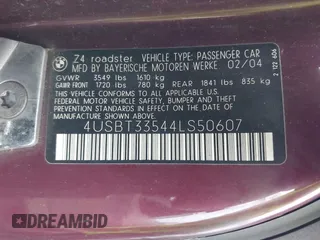 Z4 roadster VEHICLE TYPE: PASSENGER CAR
MFD BY BAYERISCHE MOTOREN WERKE 02/04
GVWR 3549 lbs 1610 kg
GAWR FRONT 1720 lbs 780 kg REAR 1841 lbs 835 kg
THIS VEHICLE CONFORMS TO ALL APPLICABLE
FEDERAL MOTOR VEHICLE SAFETY, BUMPER,
AND THEFT PREVENTION STANDARDS IN EFFECT
ON THE DATE OF MANUFACTURE SHOWN ABOVE.
4USBT33544LS50607
DREAMBID
DREAMBID